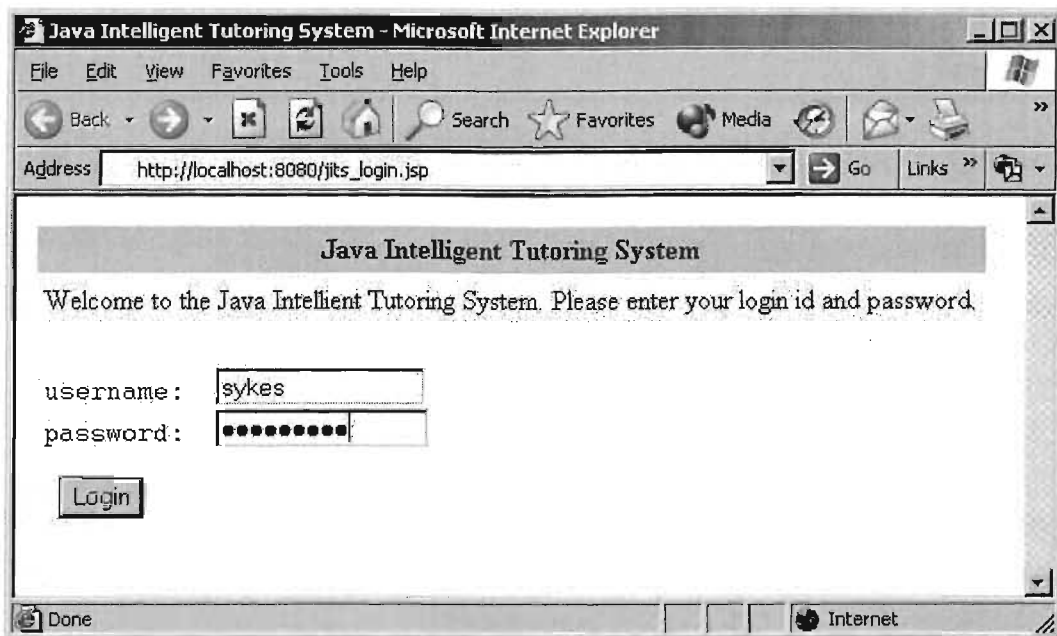 Java Intelligent Tutoring System - Microsoft Internet Explorer
File Edit View Favorites Tools Help
Back Search Favorites Media »
Address http://localhost:8080/jits_login.jsp Go Links »
Java Intelligent Tutoring System
Welcome to the Java Intellient Tutoring System. Please enter your login id and password.
username: sykes
password: •••••••••
Login
Done Internet